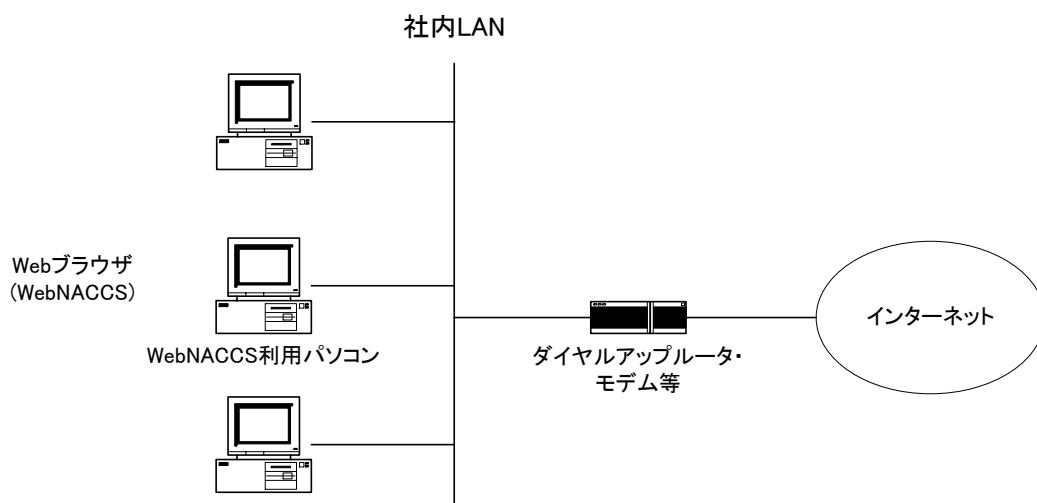 社内LAN
Webブラウザ
(WebNACCS)
WebNACCS利用パソコン
ダイヤルアップルータ・
モデム等
インターネット